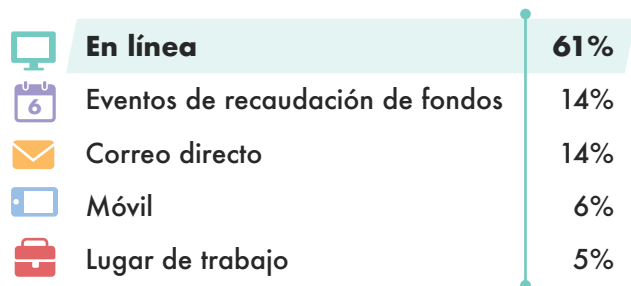 En línea 61%
6 Eventos de recaudación de fondos 14%
Correo directo 14%
Móvil 6%
Lugar de trabajo 5%